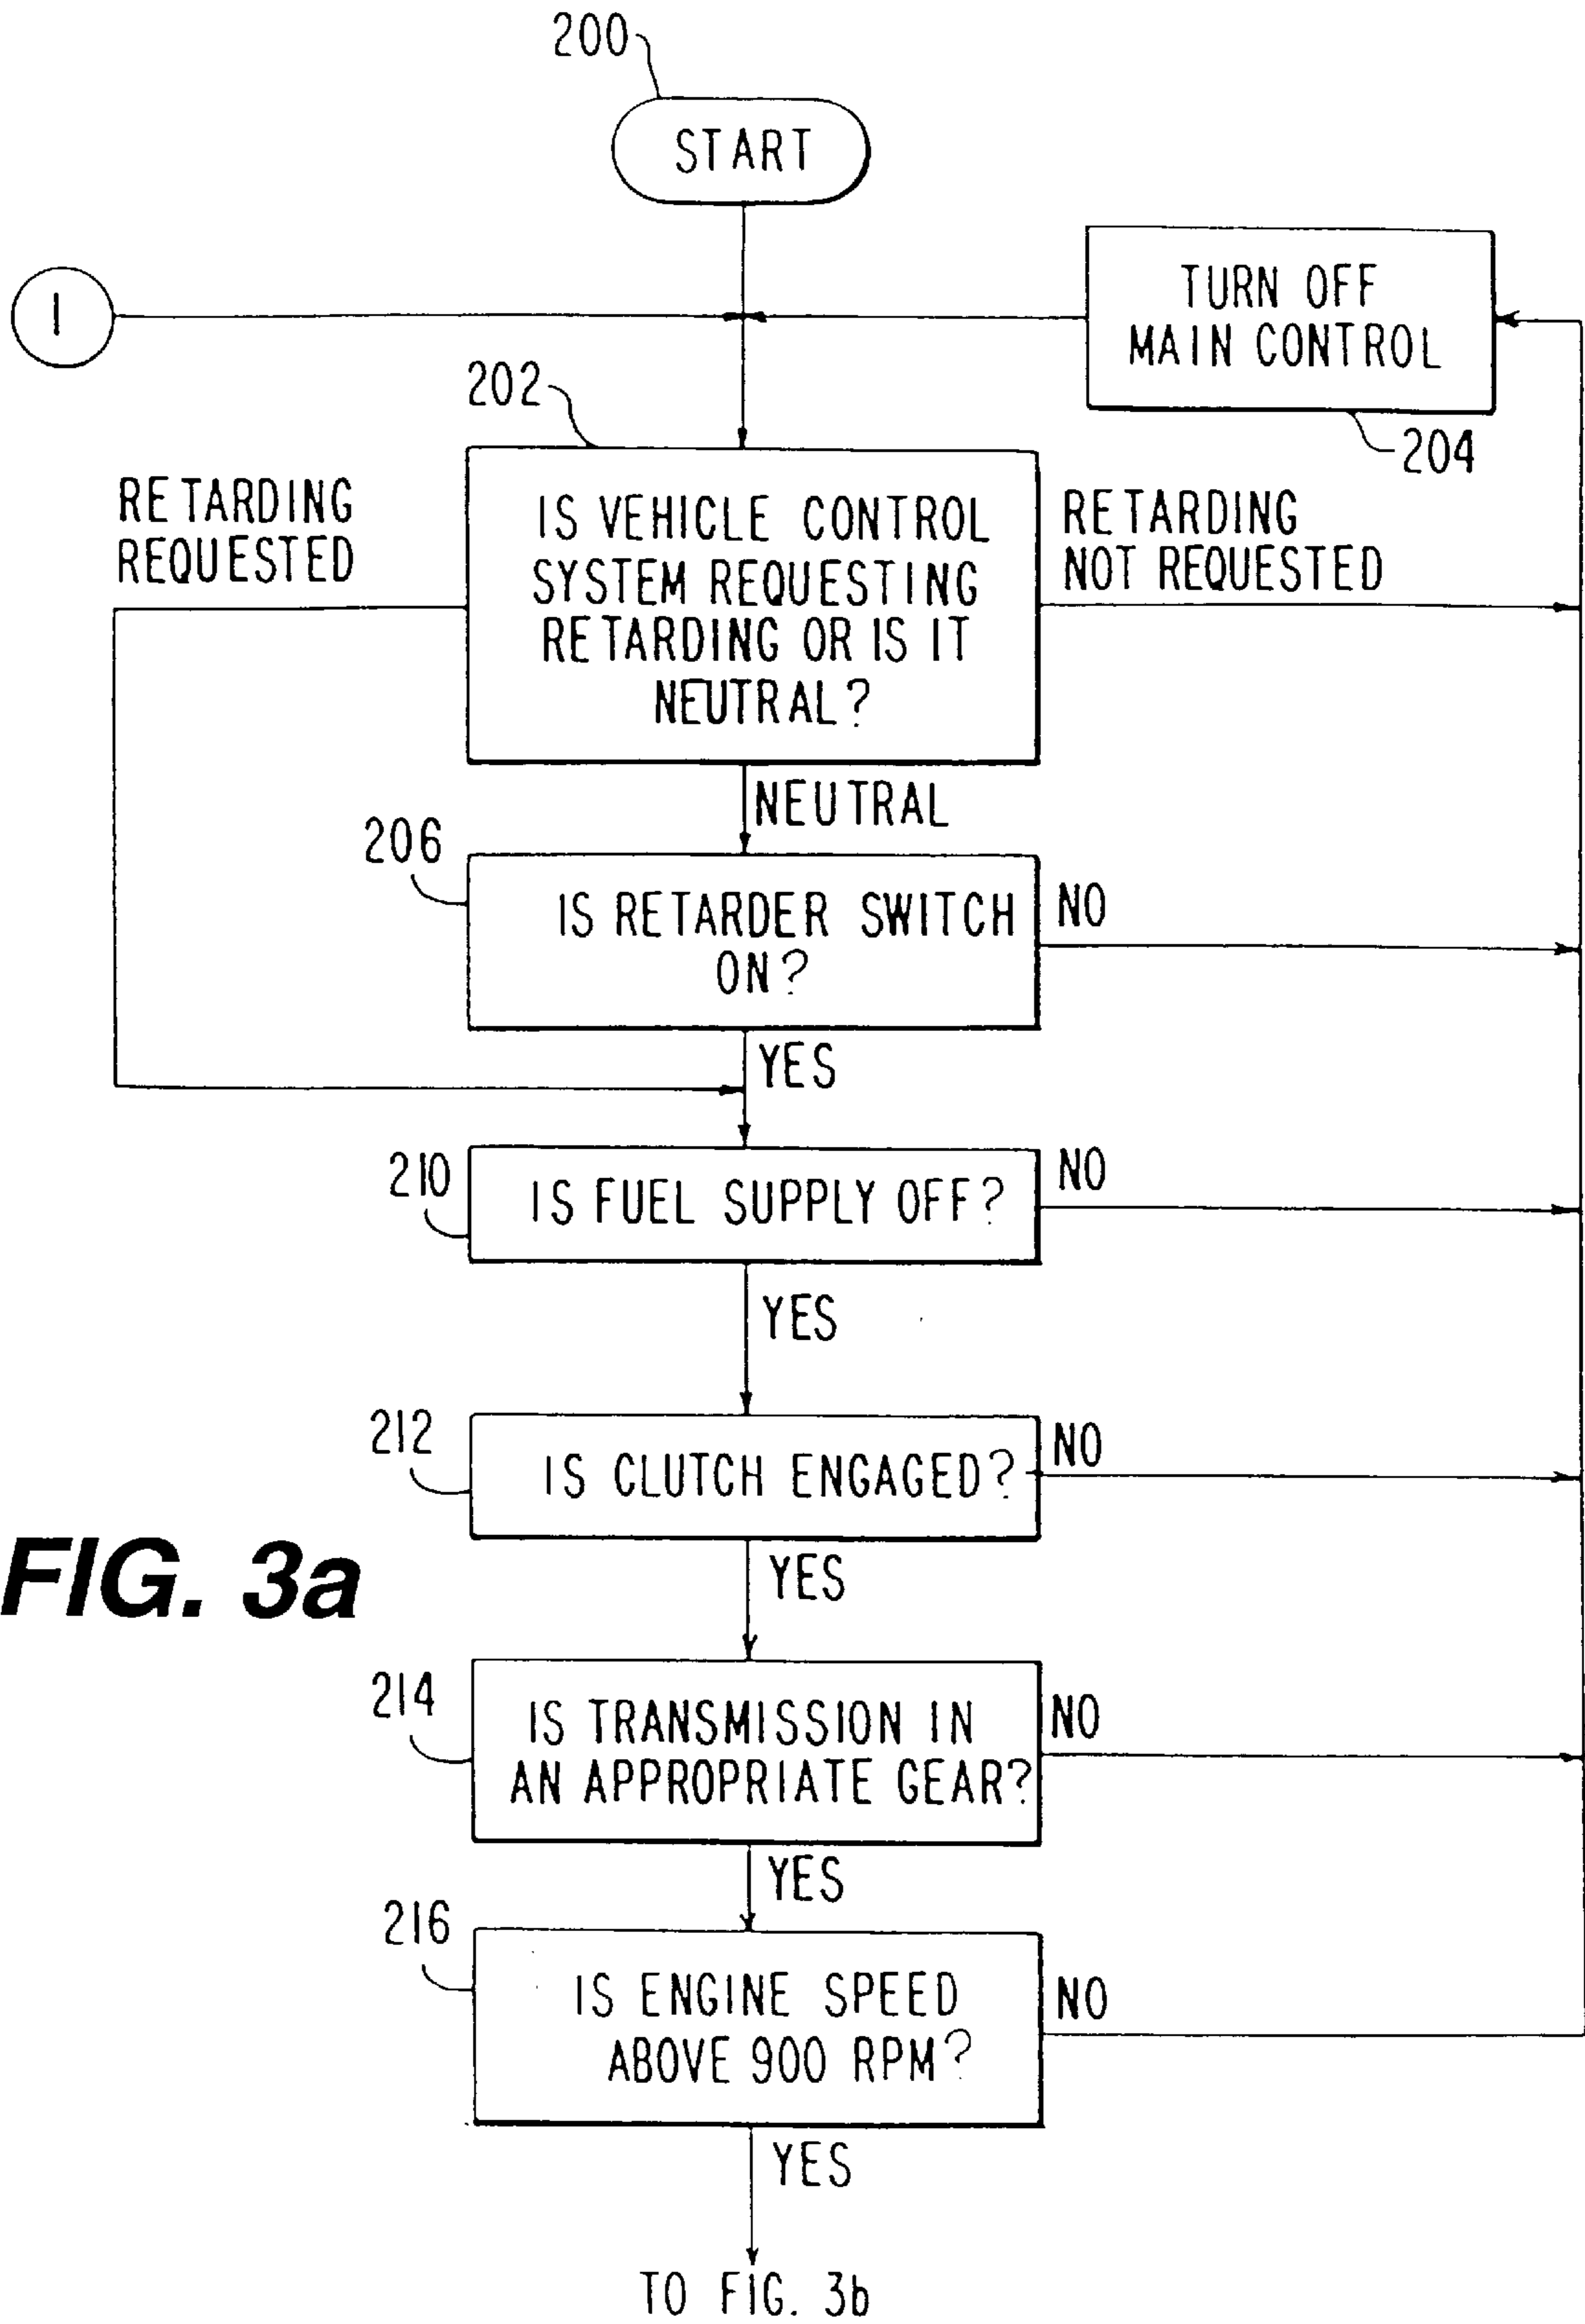 200
START
I
TURN OFF
MAIN CONTROL
204
202
RETARDING
REQUESTED
IS VEHICLE CONTROL
SYSTEM REQUESTING
RETARDING OR IS IT
NEUTRAL?
RETARDING
NOT REQUESTED
NEUTRAL
206
IS RETARDER SWITCH
ON?
NO
YES
210
IS FUEL SUPPLY OFF?
NO
YES
212
IS CLUTCH ENGAGED?
NO
YES
FIG. 3a
214
IS TRANSMISSION IN
AN APPROPRIATE GEAR?
NO
YES
216
IS ENGINE SPEED
ABOVE 900 RPM?
NO
YES
TO FIG. 3b